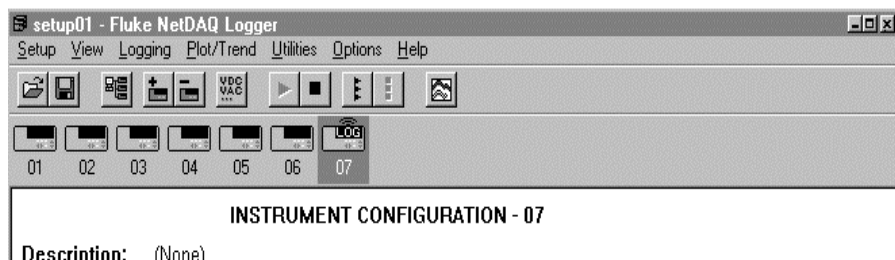 setup01 - Fluke NetDAQ Logger
Setup View Logging Plot/Trend Utilities Options Help
VDC
VAC
LOG
01 02 03 04 05 06 07
INSTRUMENT CONFIGURATION - 07
Description: (None)